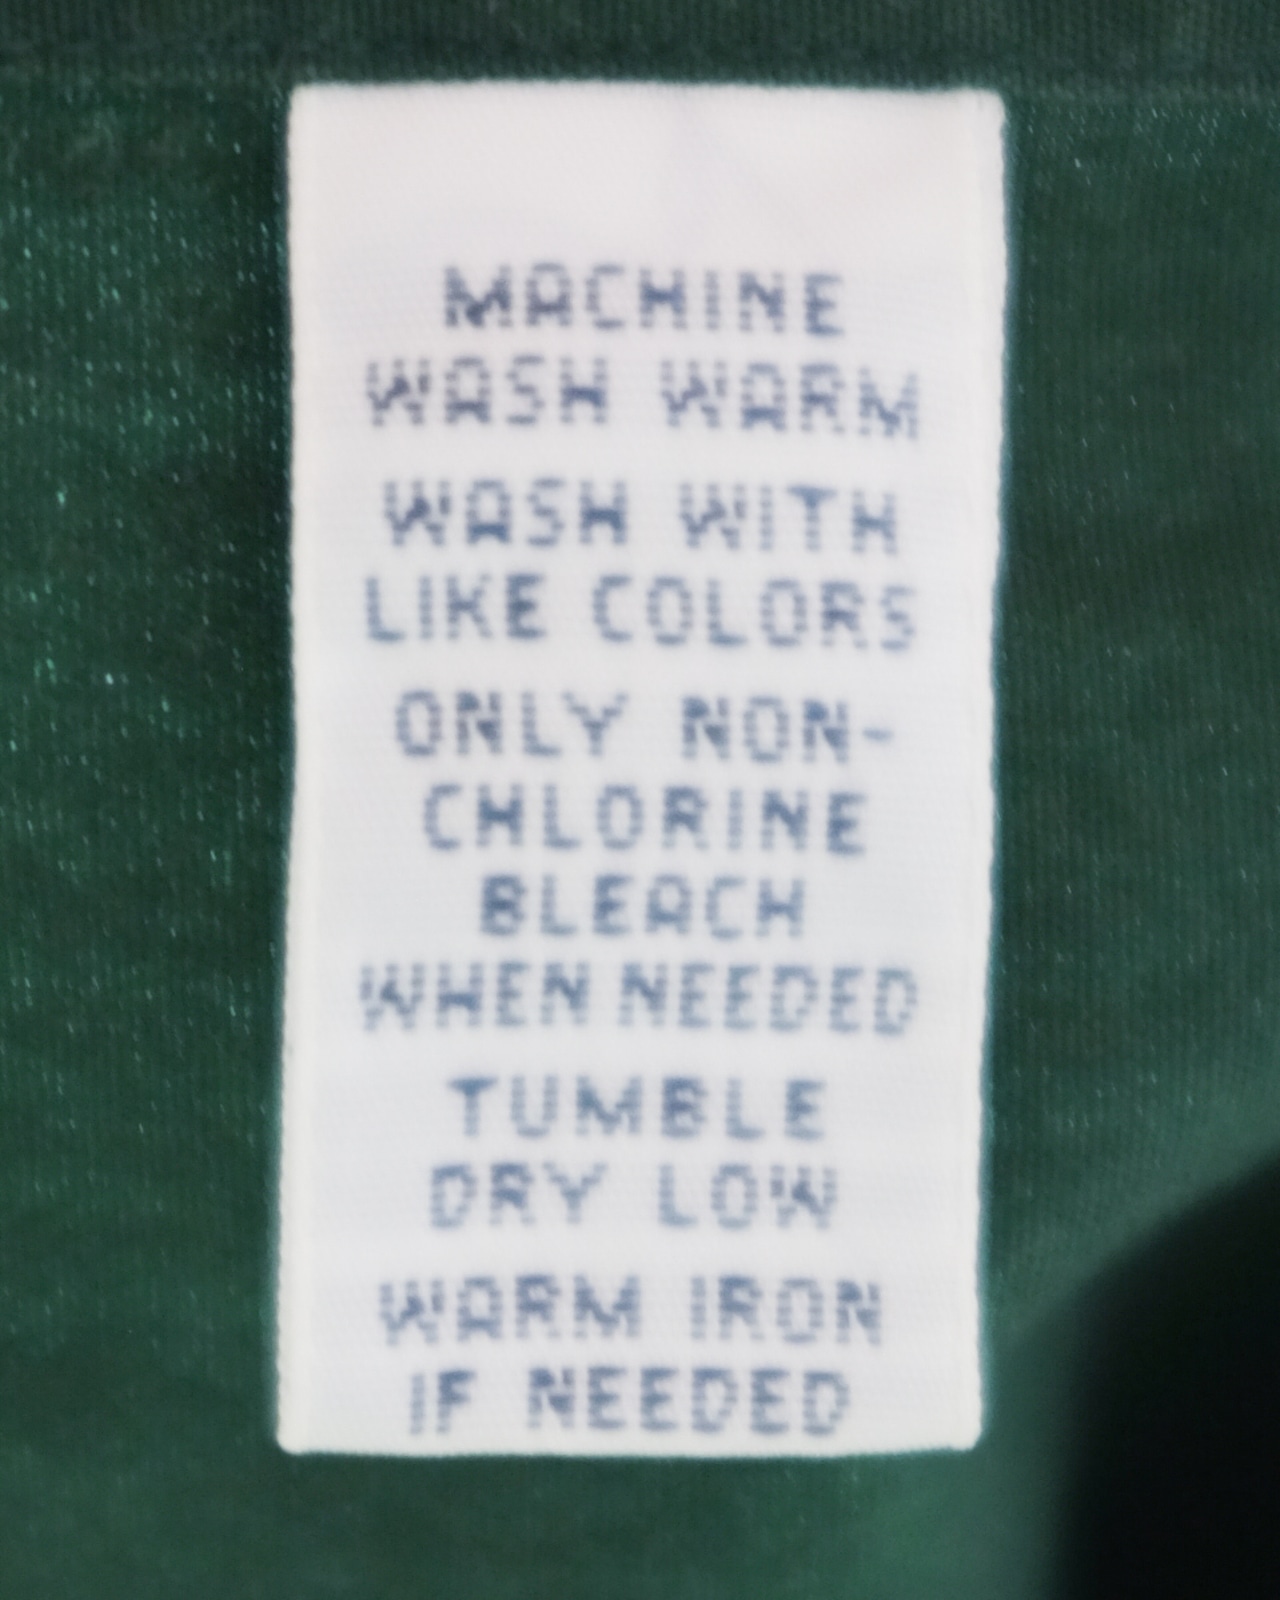 MACHINE
WASH WARM
WASH WITH
LIKE COLORS
ONLY NON-
CHLORINE
BLEACH
WHEN NEEDED
TUMBLE
DRY LOW
WARM IRON
IF NEEDED